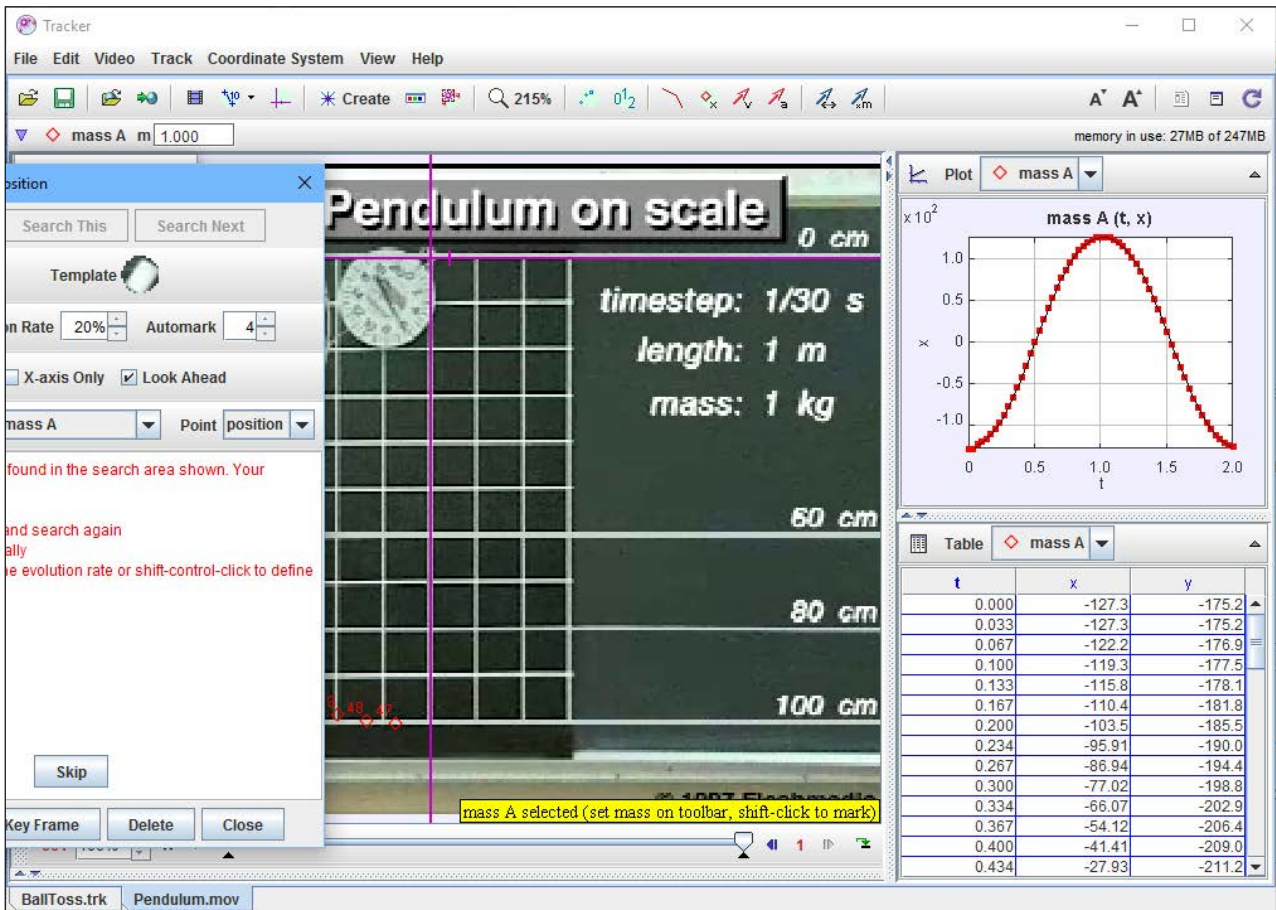 Tracker
File Edit Video Track Coordinate System View Help
Create 215%
mass A m 1.000 memory in use: 27MB of 247MB
osition
Search This Search Next
Template
on Rate 20% Automark 4
X-axis Only Look Ahead
mass A Point position
found in the search area shown. Your
and search again
ally
e evolution rate or shift-control-click to define
Skip
Key Frame Delete Close
Pendulum on scale
0 cm
timestep: 1/30 s
length: 1 m
mass: 1 kg
60 cm
80 cm
100 cm
48 47
mass A selected (set mass on toolbar, shift-click to mark)
100% 1
Plot mass A
x 10²
mass A (t, x)
1.0
0.5
0
-0.5
-1.0
x
0 0.5 1.0 1.5 2.0
t
Table mass A
t x y
0.000 -127.3 -175.2
0.033 -127.3 -175.2
0.067 -122.2 -176.9
0.100 -119.3 -177.5
0.133 -115.8 -178.1
0.167 -110.4 -181.8
0.200 -103.5 -185.5
0.234 -95.91 -190.0
0.267 -86.94 -194.4
0.300 -77.02 -198.8
0.334 -66.07 -202.9
0.367 -54.12 -206.4
0.400 -41.41 -209.0
0.434 -27.93 -211.2
BallToss.trk Pendulum.mov